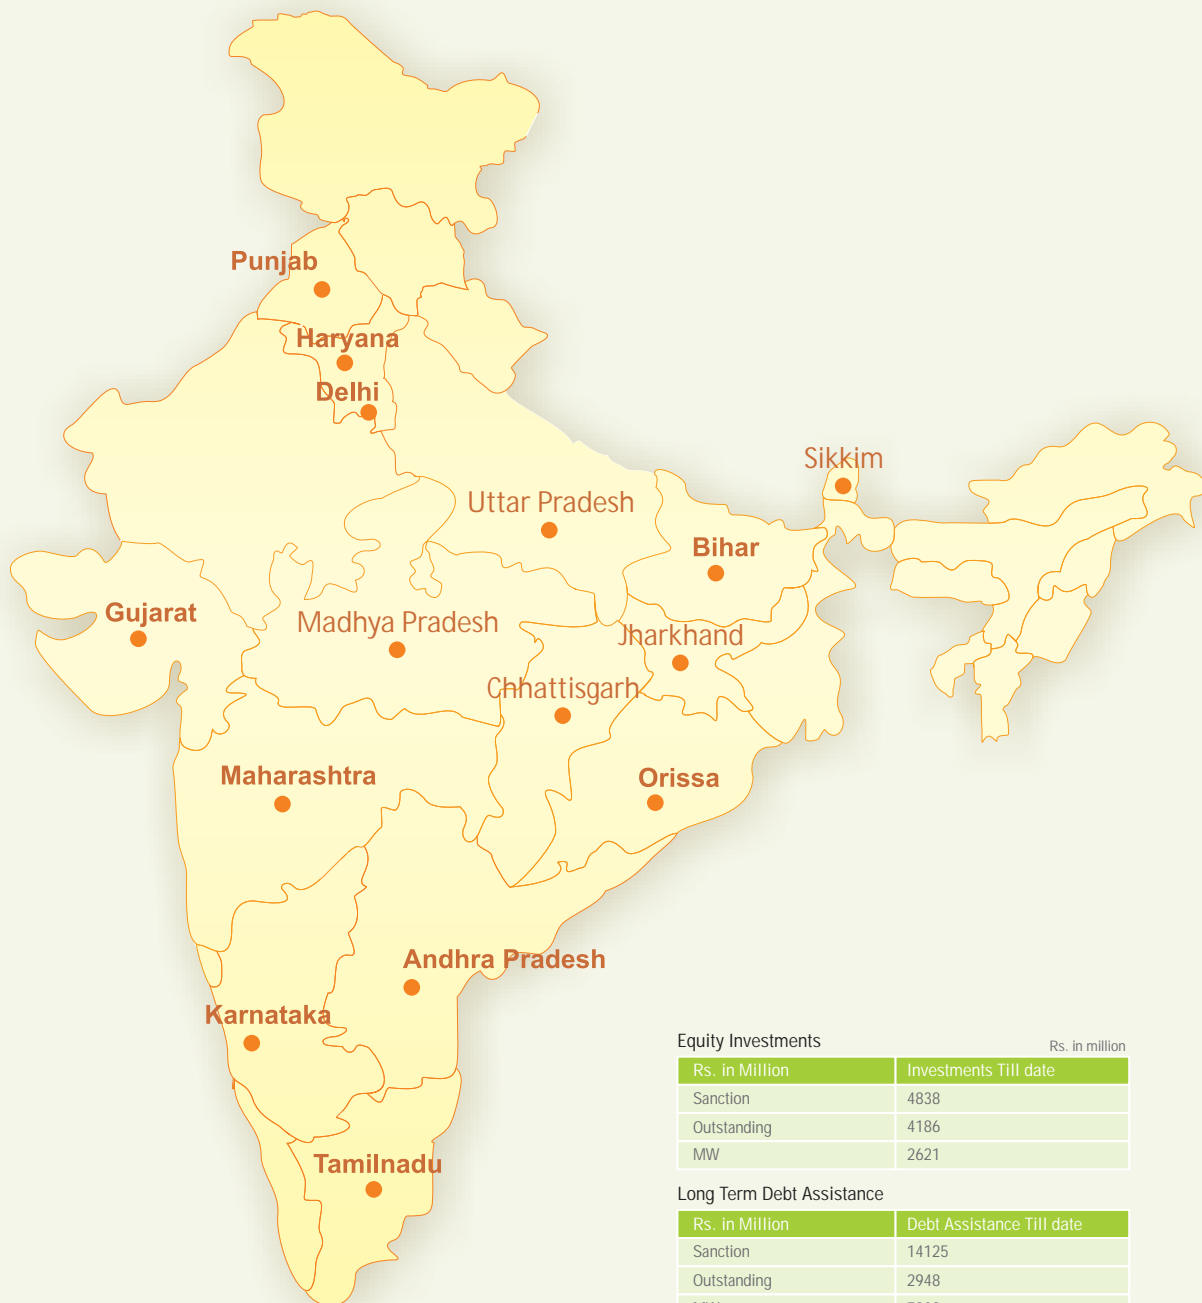 Punjab
Haryana
Delhi
Sikkim
Uttar Pradesh
Bihar
Gujarat
Madhya Pradesh
Jharkhand
Chhattisgarh
Maharashtra
Orissa
Andhra Pradesh
Karnataka
Tamilnadu
Equity Investments
Rs. in million
Rs. in Million Investments Till date
Sanction 4838
Outstanding 4186
MW 2621
Long Term Debt Assistance
Rs. in Million Debt Assistance Till date
Sanction 14125
Outstanding 2948